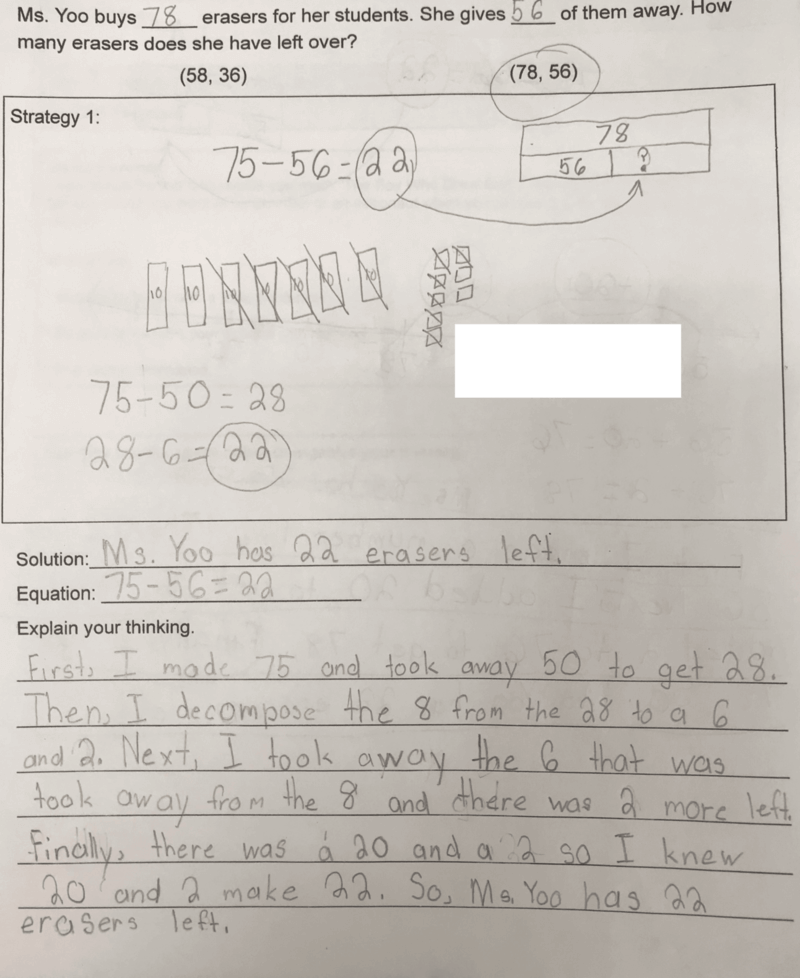 Ms. Yoo buys 78 erasers for her students. She gives 56 of them away. How
many erasers does she have left over?
(58, 36) (78, 56)
Strategy 1:
75-56=22
78
56 ?
10 10 10 10 10 10 10
75-50=28
28-6=22
Solution: Ms. Yoo has 22 erasers left.
Equation: 75-56=22
Explain your thinking.
First, I made 75 and took away 50 to get 28.
Then, I decompose the 8 from the 28 to a 6
and 2. Next, I took away the 6 that was
took away from the 8 and there was 2 more left.
Finally, there was a 20 and a 2 so I knew
20 and 2 make 22. So, Ms. Yoo has 22
erasers left.